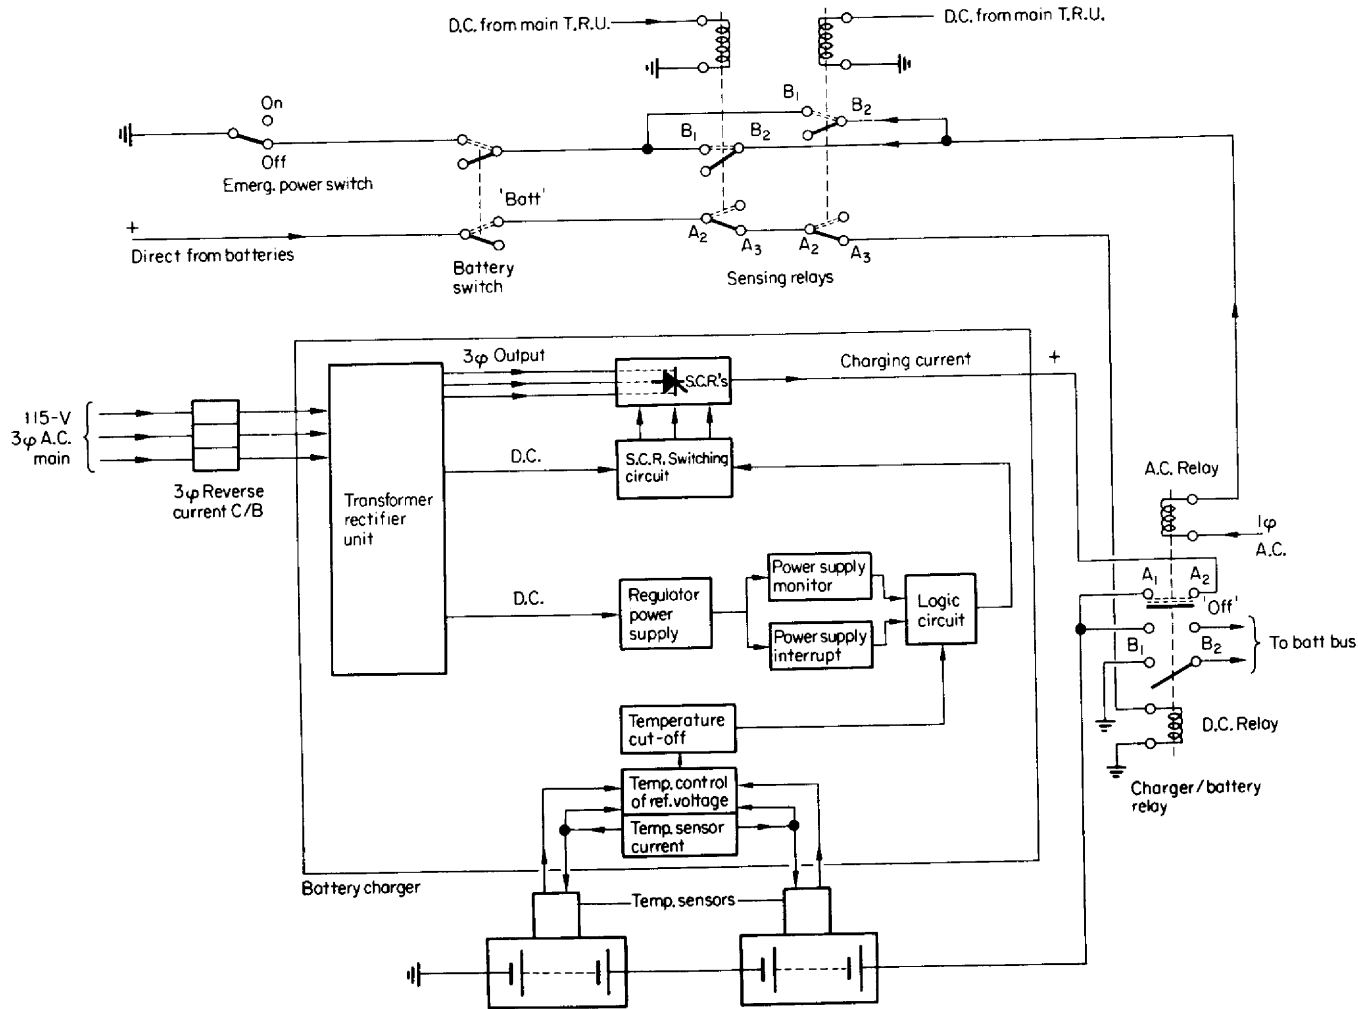 D.C. from main T.R.U.
D.C. from main T.R.U.
B1
B2
On
B1
B2
Off
Emerg. power switch
'Batt'
+
A2
A3
A2
A3
Direct from batteries
Battery
switch
Sensing relays
3φ Output
Charging current
+
S.C.R.'s
115-V
3φ A.C.
main
D.C.
S.C.R. Switching
circuit
A.C. Relay
3φ Reverse
current C/B
Transformer
rectifier
unit
1φ
A.C.
Power supply
monitor
A1
A2
D.C.
Regulator
power
supply
Logic
circuit
'Off'
Power supply
interrupt
B1
B2
To batt bus
Temperature
cut-off
D.C. Relay
Temp. control
of ref. voltage
Charger/battery
relay
Temp. sensor
current
Battery charger
Temp. sensors